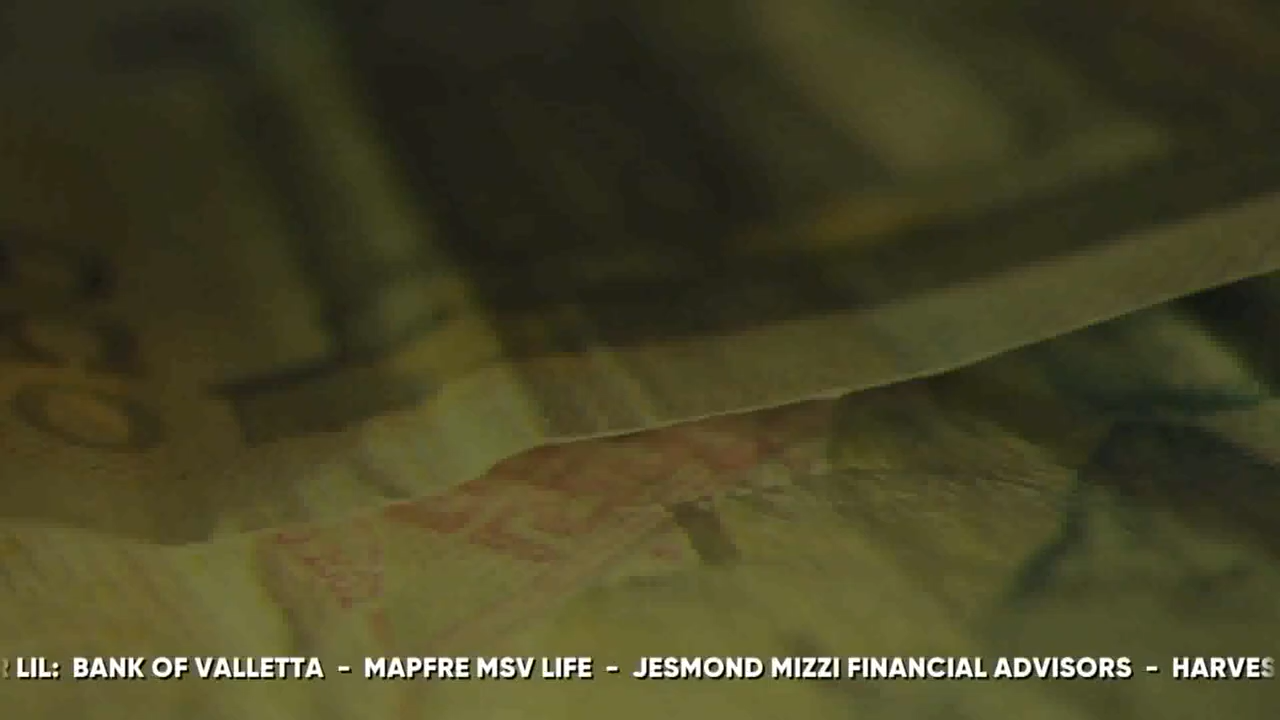 LIL: BANK OF VALLETTA - MAPFRE MSV LIFE - JESMOND MIZZI FINANCIAL ADVISORS - HARVES